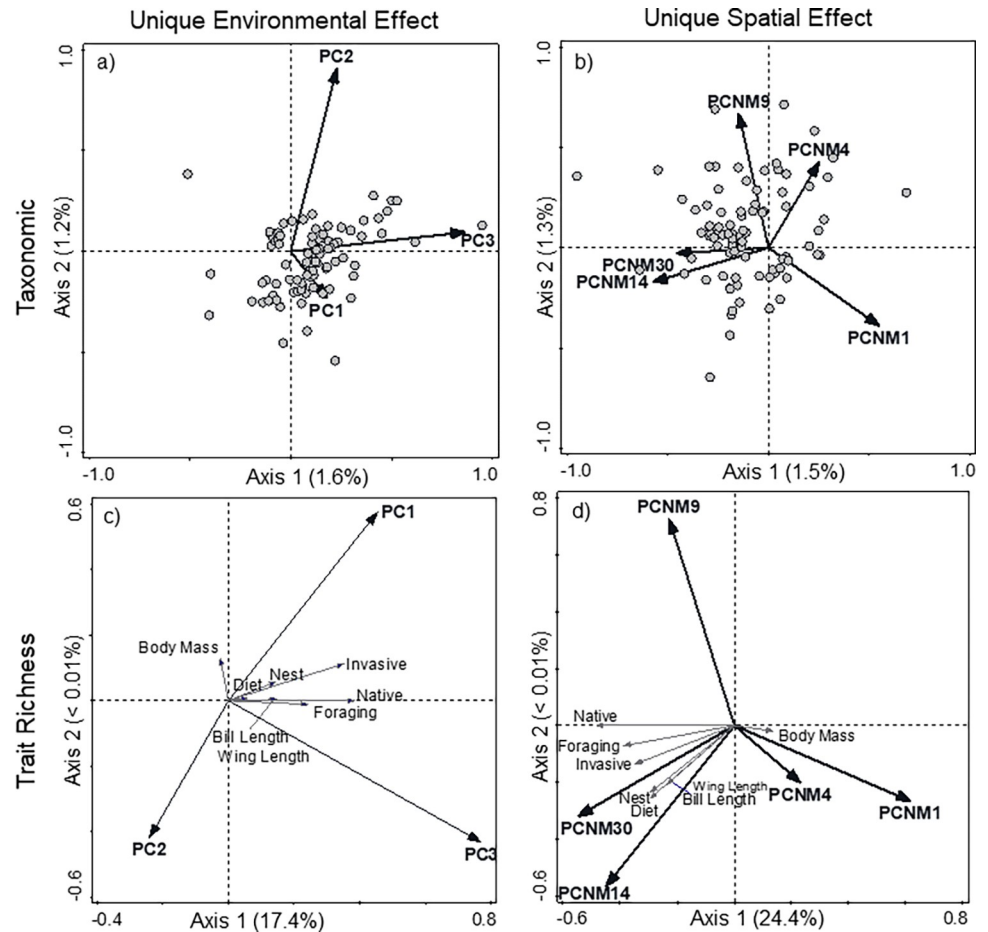 Unique Environmental Effect
Unique Spatial Effect
Taxonomic
a)
1.0
Axis 2 (1.2%)
-1.0
PC2
PC3
PC1
-1.0
Axis 1 (1.6%)
1.0
b)
1.0
Axis 2 (1.3%)
-1.0
PCNM9
PCNM4
PCNM30
PCNM14
PCNM1
-1.0
Axis 1 (1.5%)
1.0
Trait Richness
c)
0.6
Axis 2 (< 0.01%)
-0.6
PC1
Body Mass
Nest
Invasive
Diet
Native
Foraging
Bill Length
Wing Length
PC2
PC3
-0.4
Axis 1 (17.4%)
0.8
d)
0.8
Axis 2 (< 0.01%)
-0.6
PCNM9
Native
Body Mass
Foraging
Invasive
Wing Length
Nest
Bill Length
Diet
PCNM4
PCNM1
PCNM30
PCNM14
-0.6
Axis 1 (24.4%)
0.8